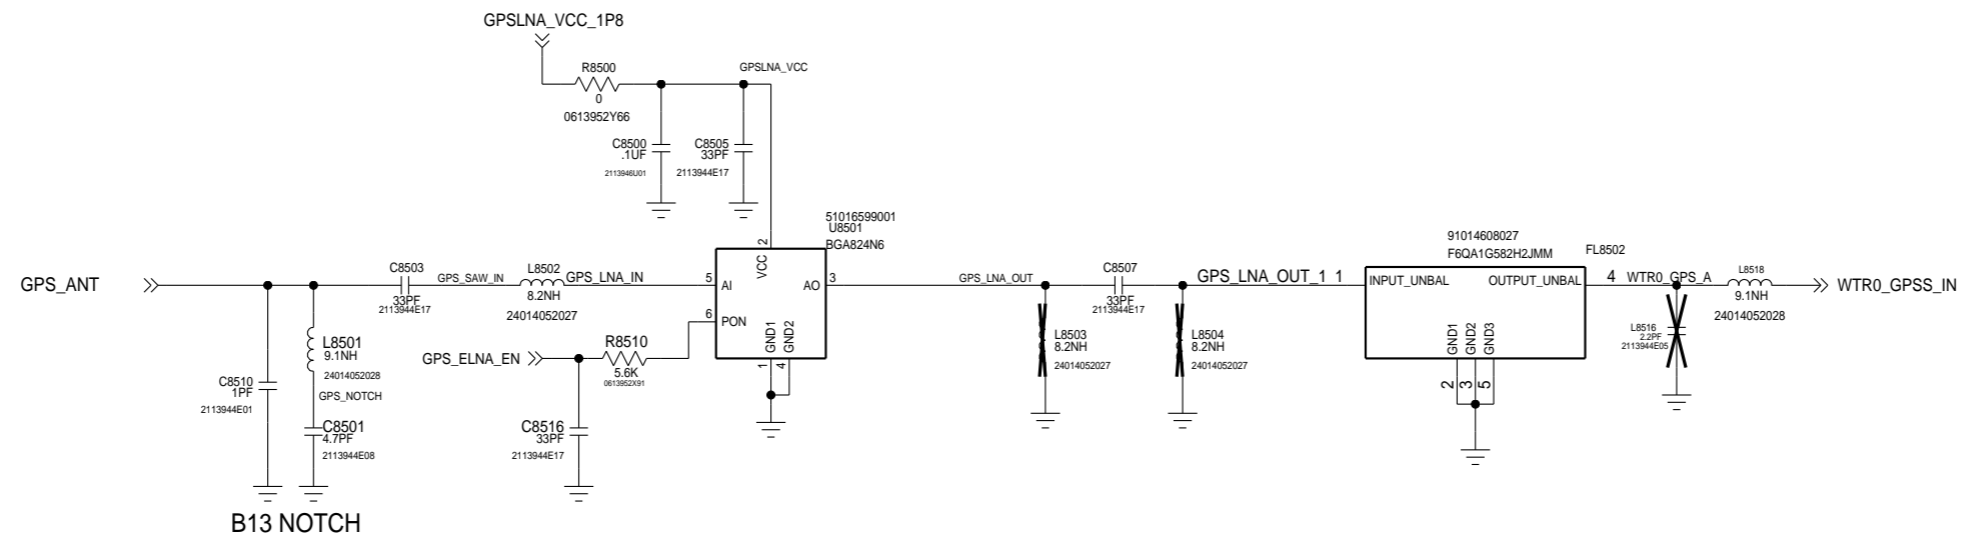 GPSLNA_VCC_1P8
R8500
0
0613952Y66
GPSLNA_VCC
C8500
.1UF
2113946U01
C8505
33PF
2113944E17
51016599001
U8501
BGA824N6
2
VCC
5
AI
AO
3
6
PON
GND1
GND2
1
4
GPS_ANT
C8503
33PF
2113944E17
GPS_SAW_IN
L8502
8.2NH
24014052027
GPS_LNA_IN
L8501
9.1NH
24014052028
GPS_NOTCH
C8510
1PF
2113944E01
C8501
4.7PF
2113944E08
B13 NOTCH
GPS_ELNA_EN
R8510
5.6K
0613952X91
C8516
33PF
2113944E17
GPS_LNA_OUT
C8507
33PF
2113944E17
L8503
8.2NH
24014052027
L8504
8.2NH
24014052027
GPS_LNA_OUT_1 1
91014608027
F6QA1G582H2JMM
FL8502
INPUT_UNBAL
OUTPUT_UNBAL
GND1
GND2
GND3
2
3
5
4
WTR0_GPS_A
L8516
2.2PF
2113944E05
L8518
9.1NH
24014052028
WTR0_GPSS_IN